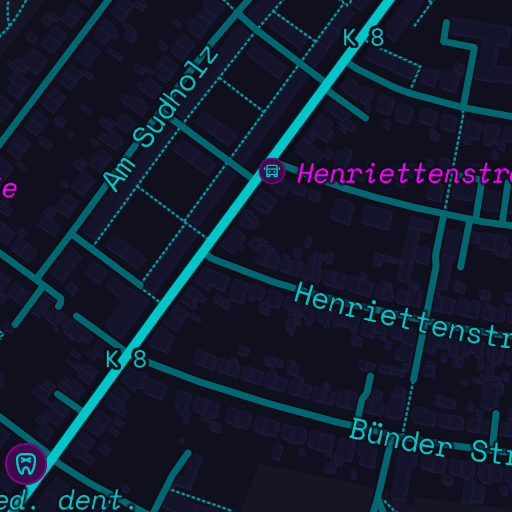 K 8
Am Sudholz
Henriettenstr
Henriettenstr
K 8
Bünder Str
ed. dent.